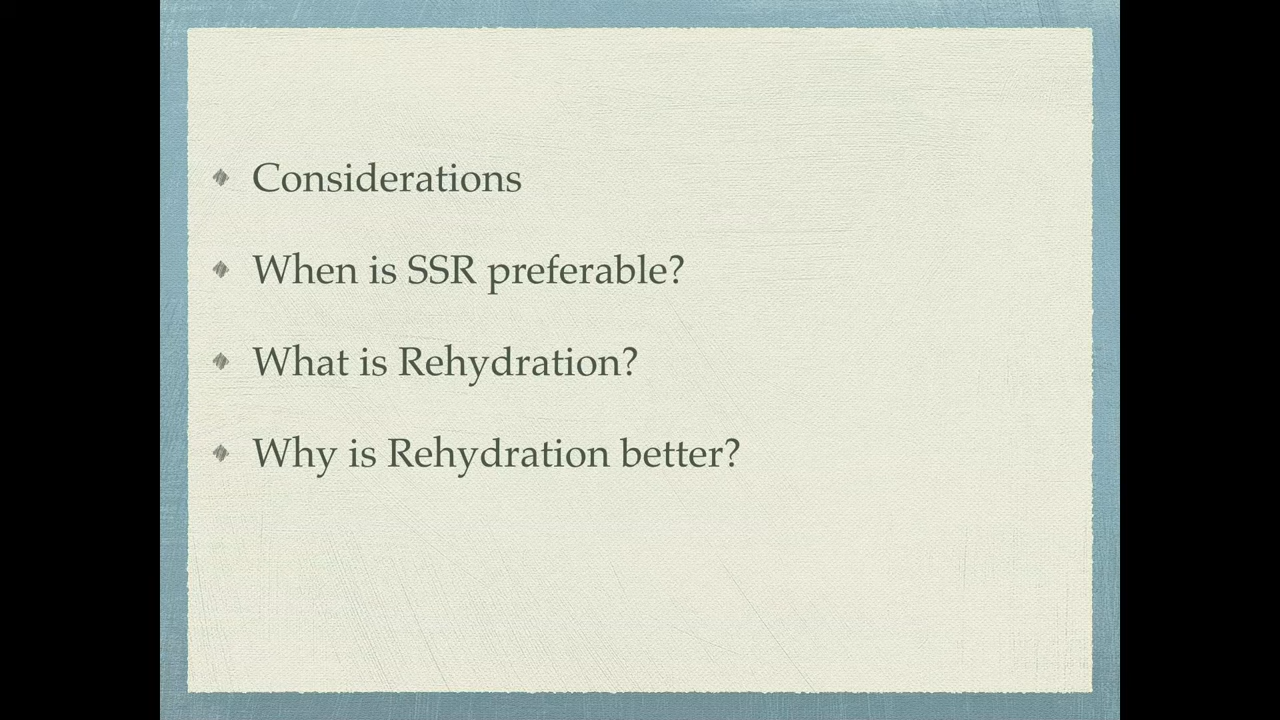 Considerations
When is SSR preferable?
What is Rehydration?
Why is Rehydration better?